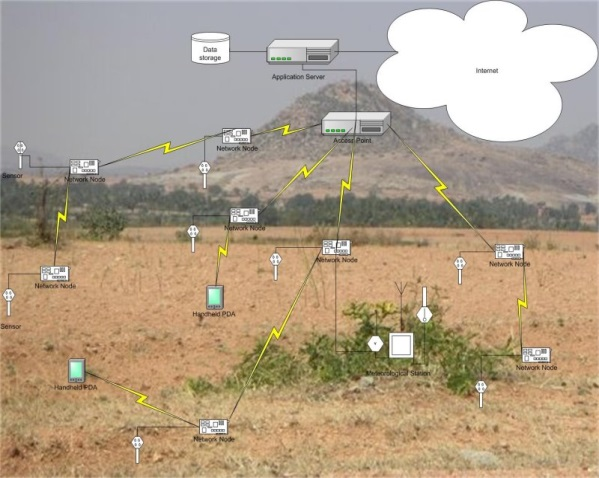 Data
storage
Application Server
Internet
Access Point
Network Node
Sensor
Network Node
Network Node
Network Node
Network Node
Network Node
Sensor
Handheld PDA
Meteorological Station
Network Node
Handheld PDA
Network Node